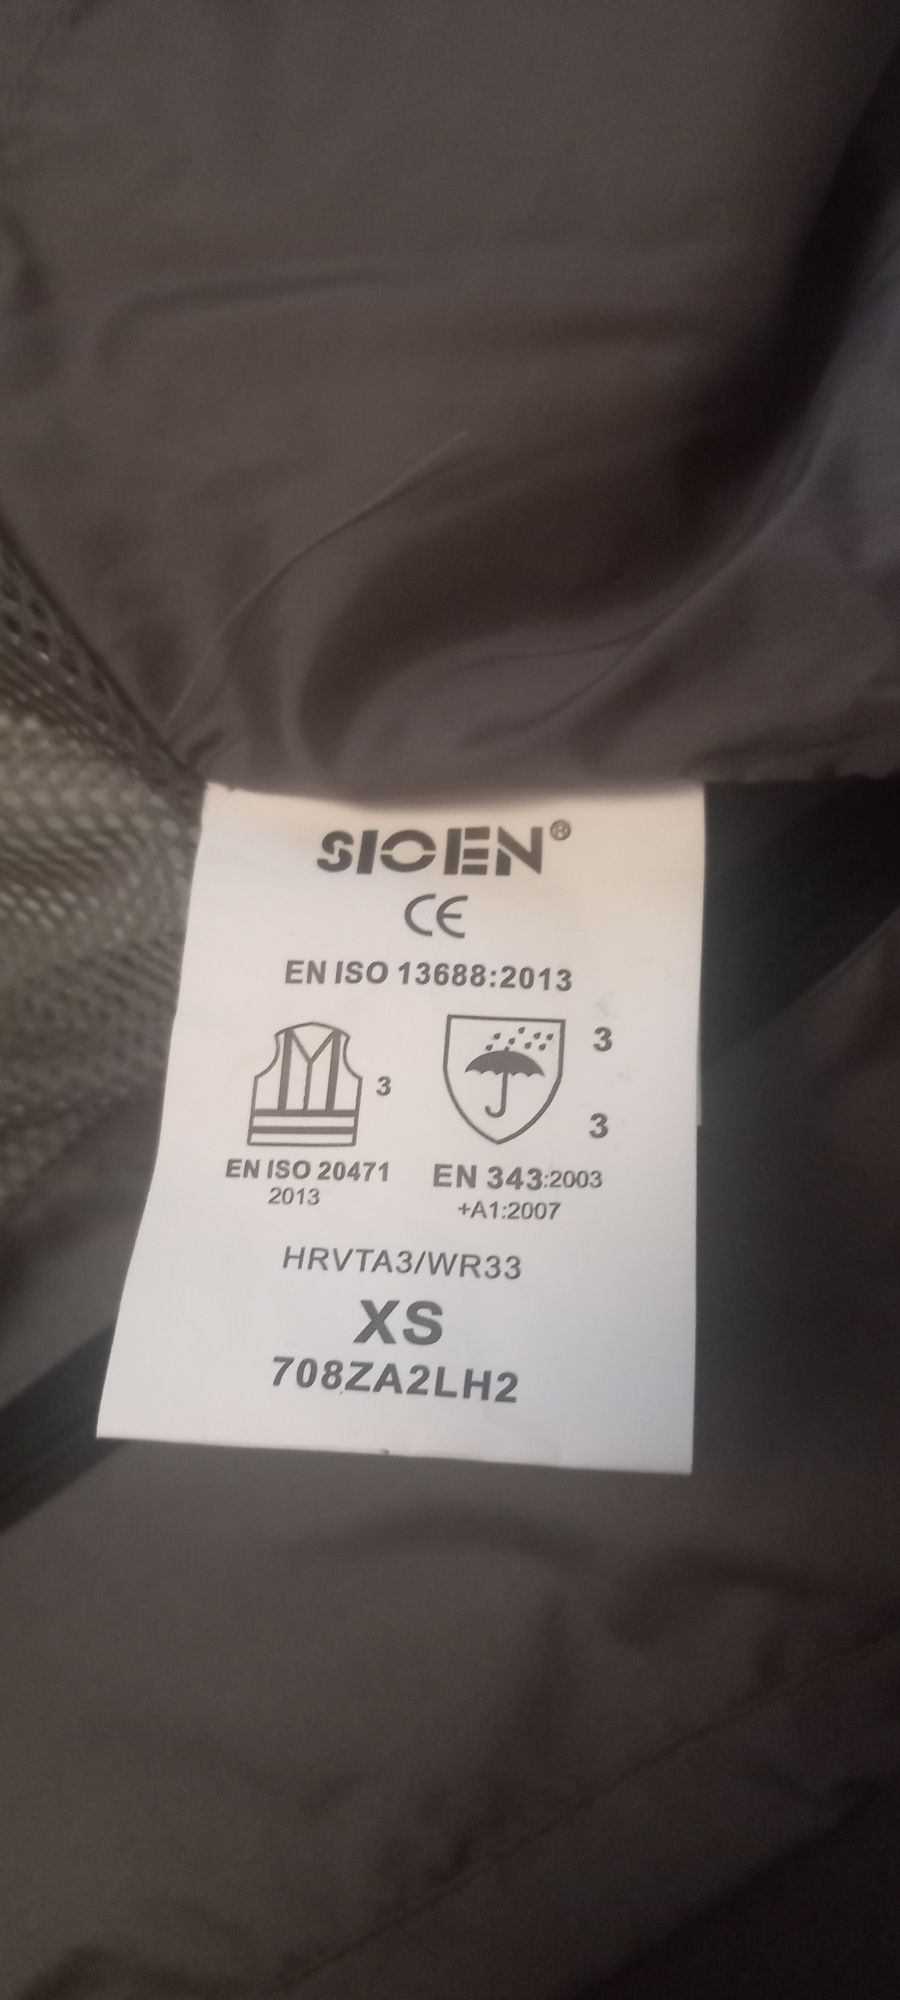 SIOEN®
CE
EN ISO 13688:2013
3
3
3
EN ISO 20471
2013
EN 343:2003
+A1:2007
HRVTA3/WR33
XS
708ZA2LH2